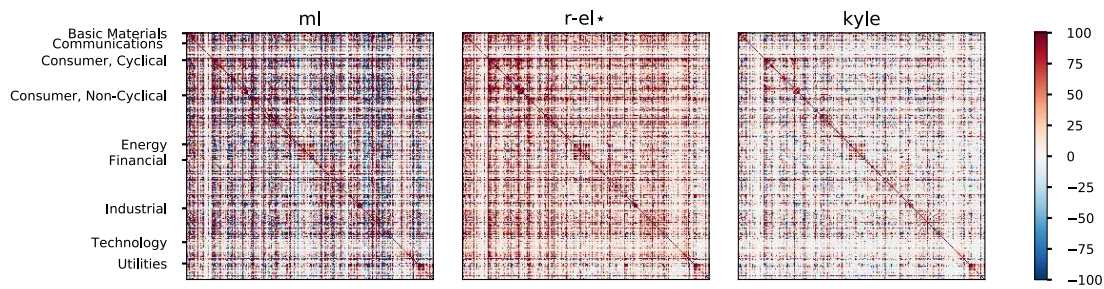 ml
r-el⋆
kyle
Basic Materials
Communications
Consumer, Cyclical
Consumer, Non-Cyclical
Energy
Financial
Industrial
Technology
Utilities
100
75
50
25
0
−25
−50
−75
−100